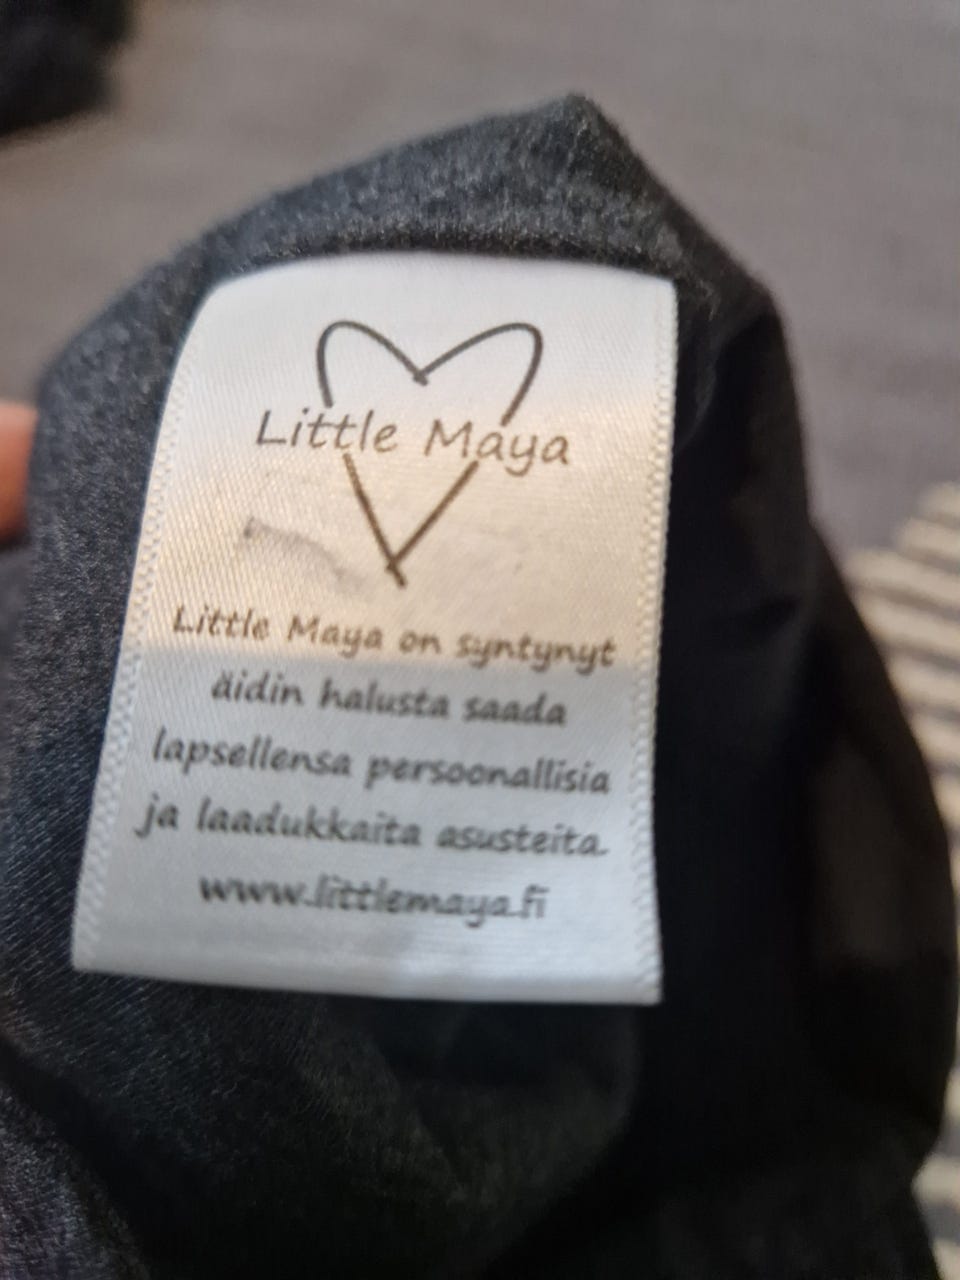 Little Maya
Little Maya on syntynyt
äidin halusta saada
lapsellensa persoonallisia
ja laadukkaita asusteita.
www.littlemaya.fi